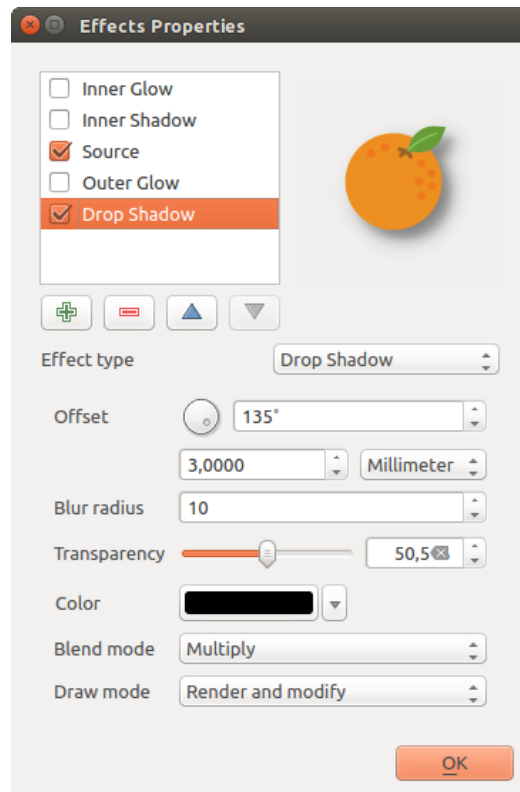 Effects Properties
Inner Glow
Inner Shadow
Source
Outer Glow
Drop Shadow
Effect type
Drop Shadow
Offset
135°
3,0000
Millimeter
Blur radius
10
Transparency
50,5
Color
Blend mode
Multiply
Draw mode
Render and modify
OK